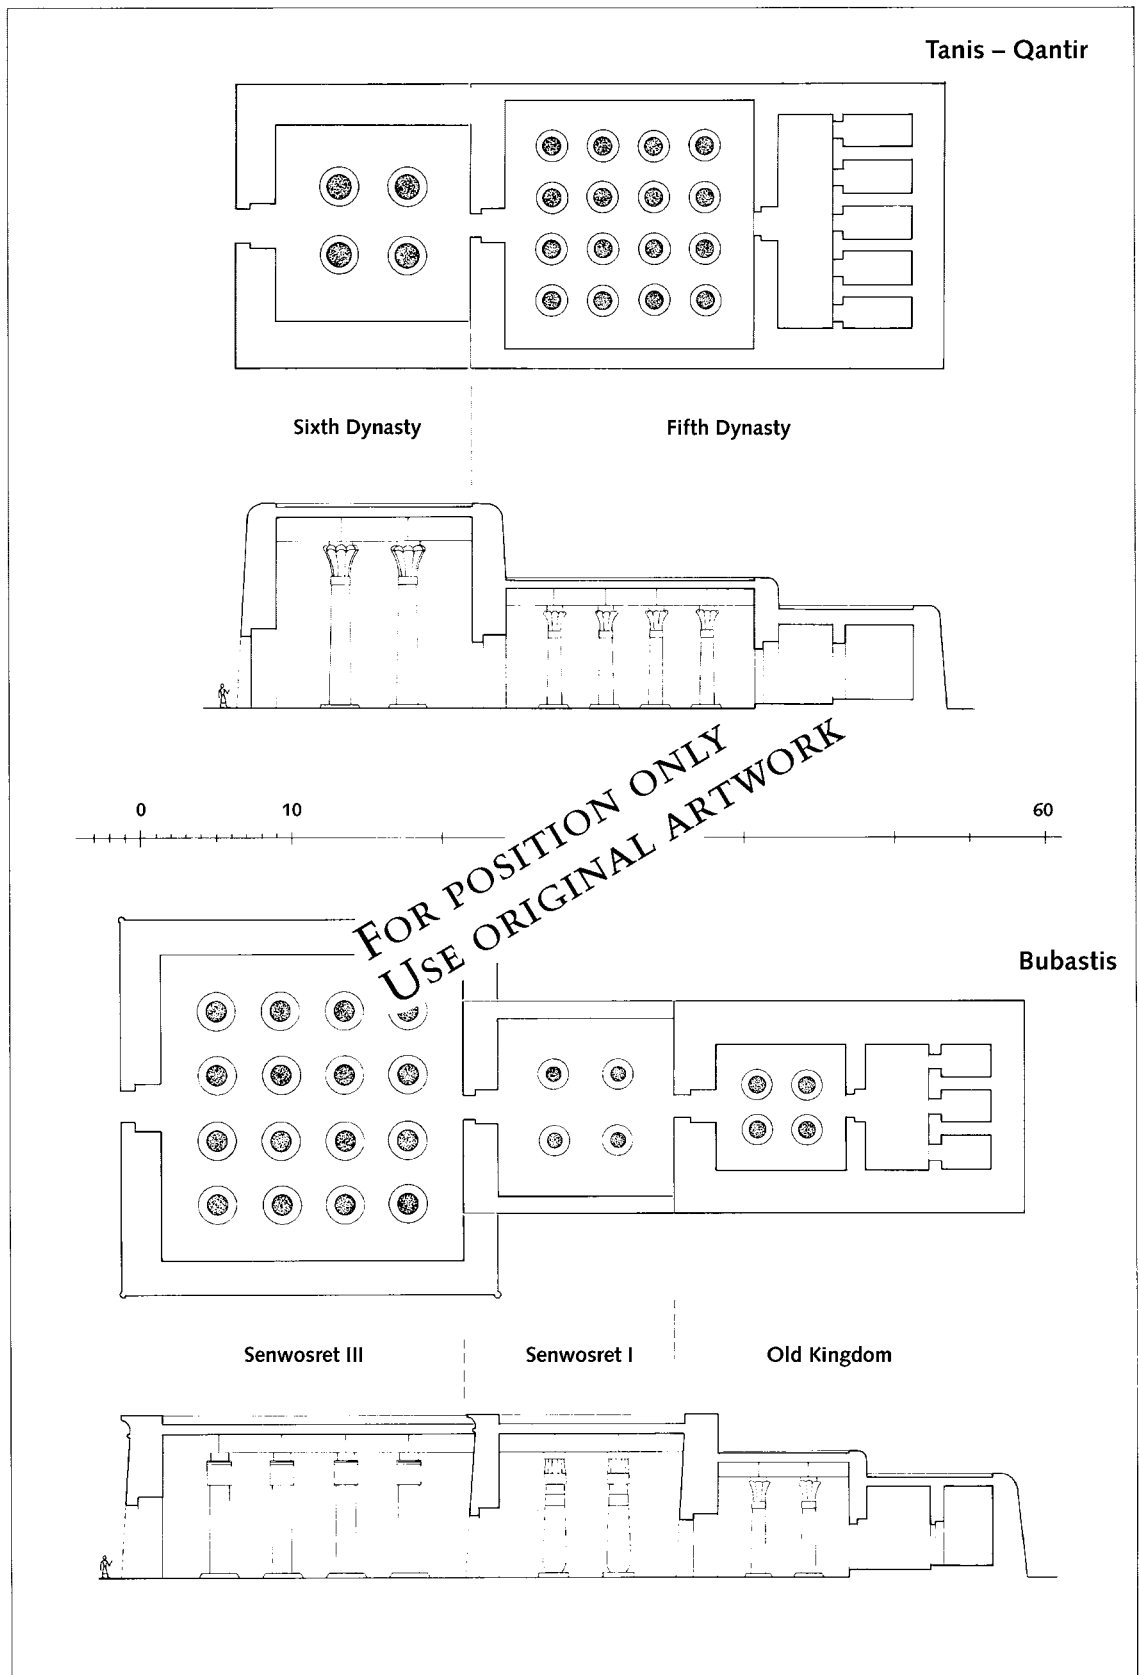 Tanis – Qantir
Sixth Dynasty
Fifth Dynasty
FOR POSITION ONLY
USE ORIGINAL ARTWORK
0
10
60
Bubastis
Senwosret III
Senwosret I
Old Kingdom